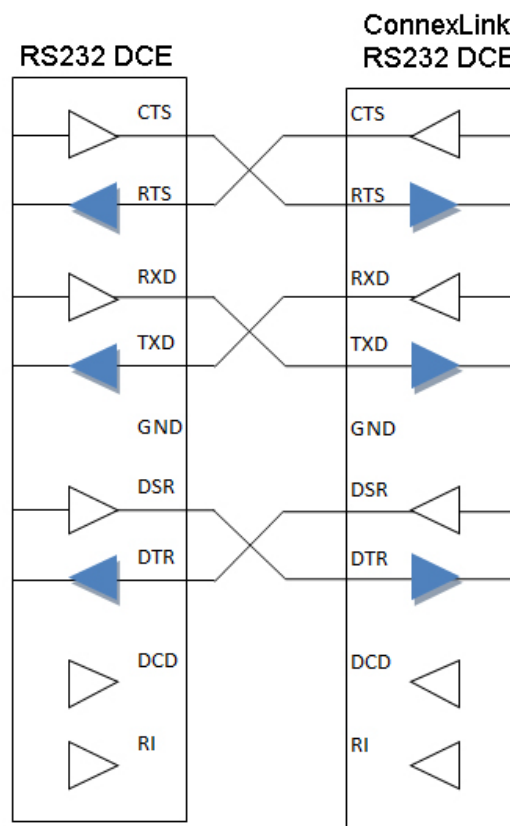 ConnexLink
RS232 DCE
RS232 DCE
CTS
CTS
RTS
RTS
RXD
RXD
TXD
TXD
GND
GND
DSR
DSR
DTR
DTR
DCD
DCD
RI
RI